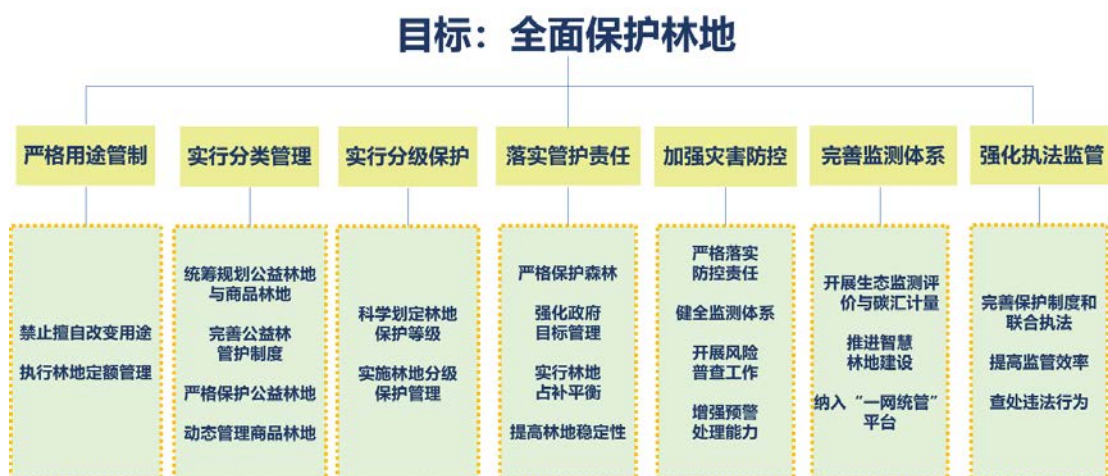 目标：全面保护林地
严格用途管制
实行分类管理
实行分级保护
落实管护责任
加强灾害防控
完善监测体系
强化执法监管
禁止擅自改变用途
执行林地定额管理
统筹规划公益林地
与商品林地
完善公益林
管护制度
严格保护公益林地
动态管理商品林地
科学划定林地
保护等级
实施林地分级
保护管理
严格保护森林
强化政府
目标管理
实行林地
占补平衡
提高林地稳定性
严格落实
防控责任
健全监测体系
开展风险
普查工作
增强预警
处理能力
开展生态监测评
价与碳汇计量
推进智慧
林地建设
纳入“一网统管”
平台
完善保护制度和
联合执法
提高监管效率
查处违法行为